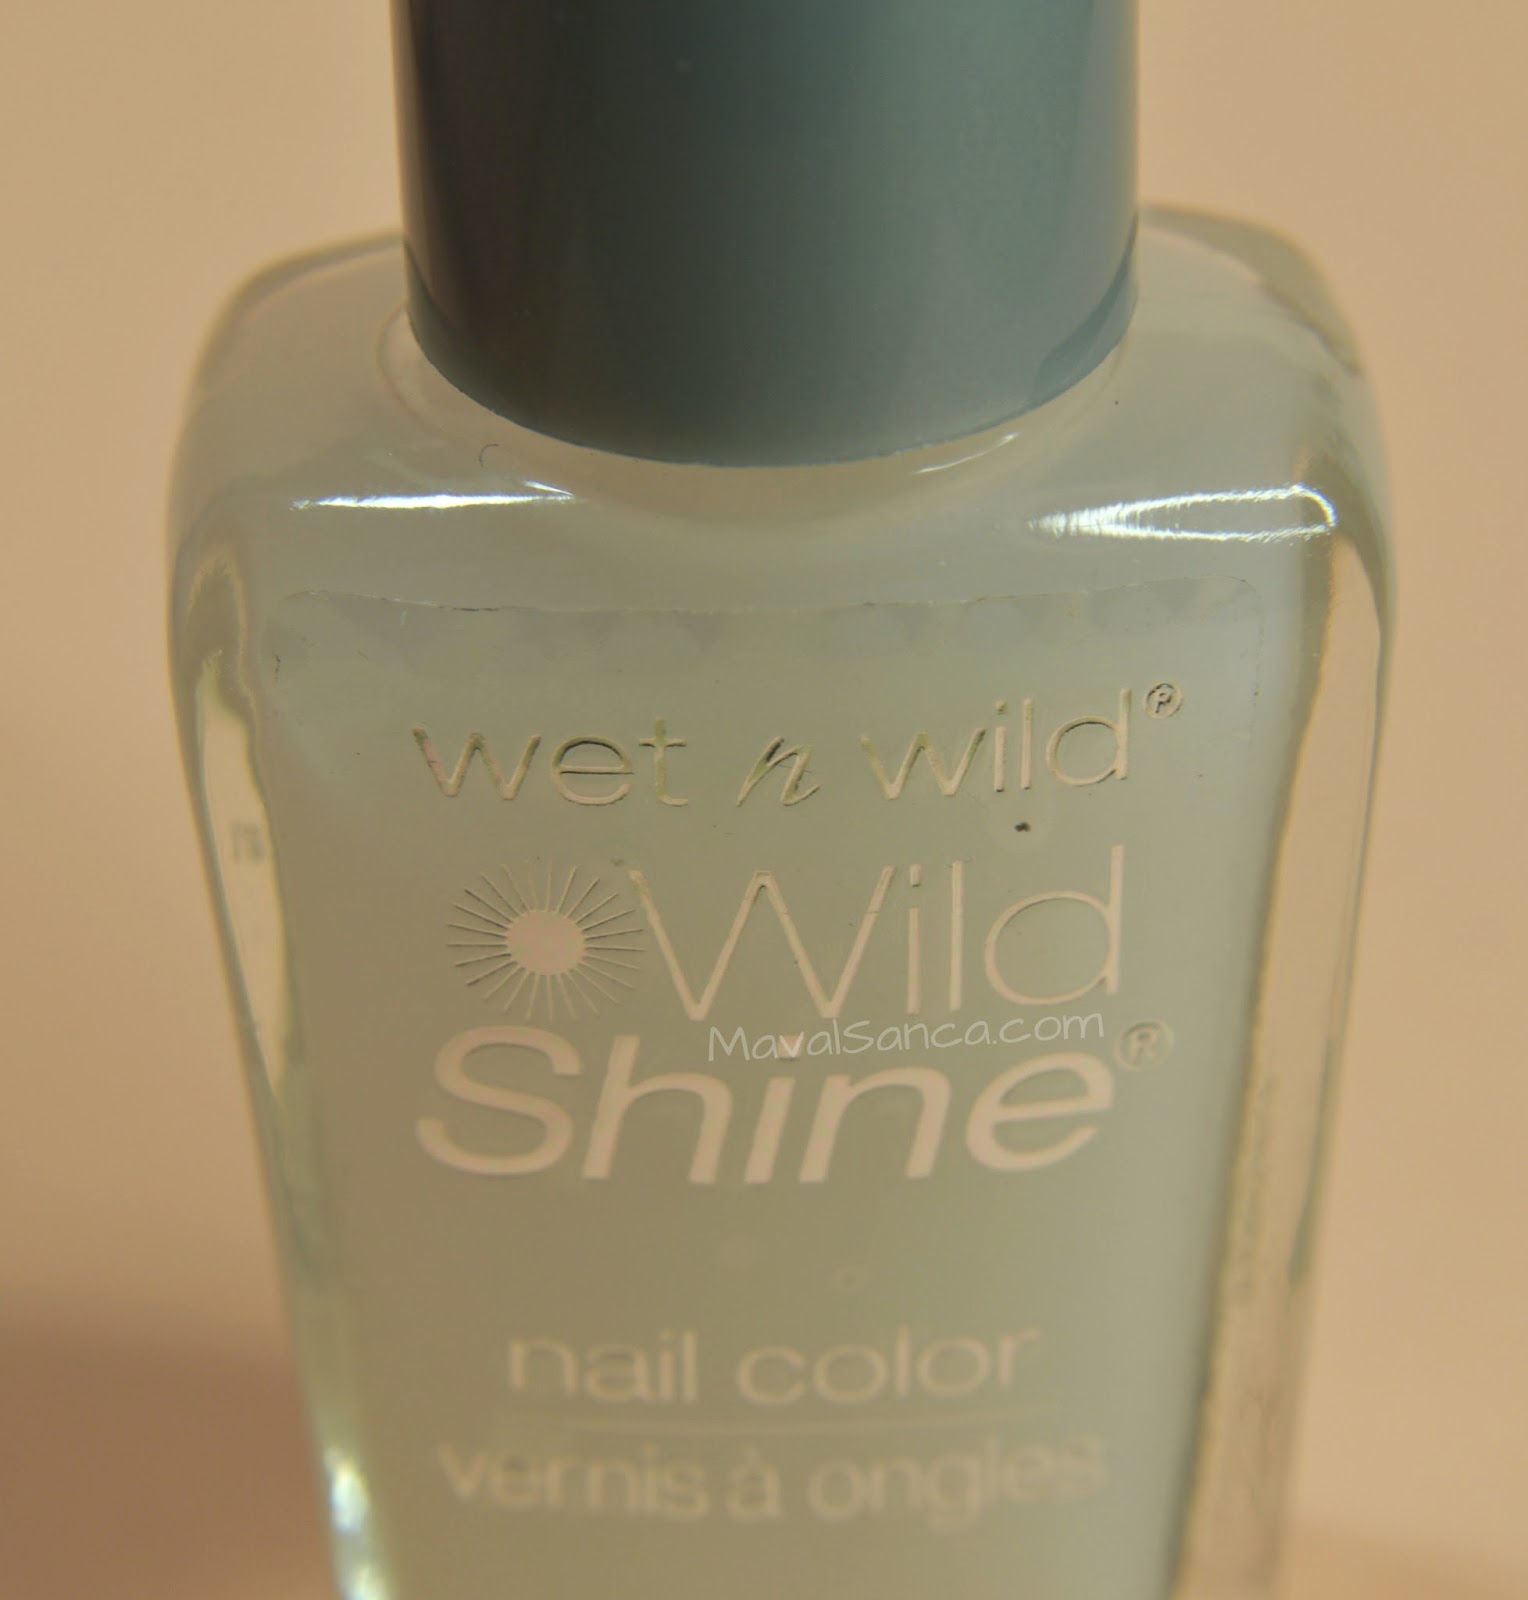 wet n wild®
Wild
MavalSanca.com
Shine®
nail color
vernis à ongles